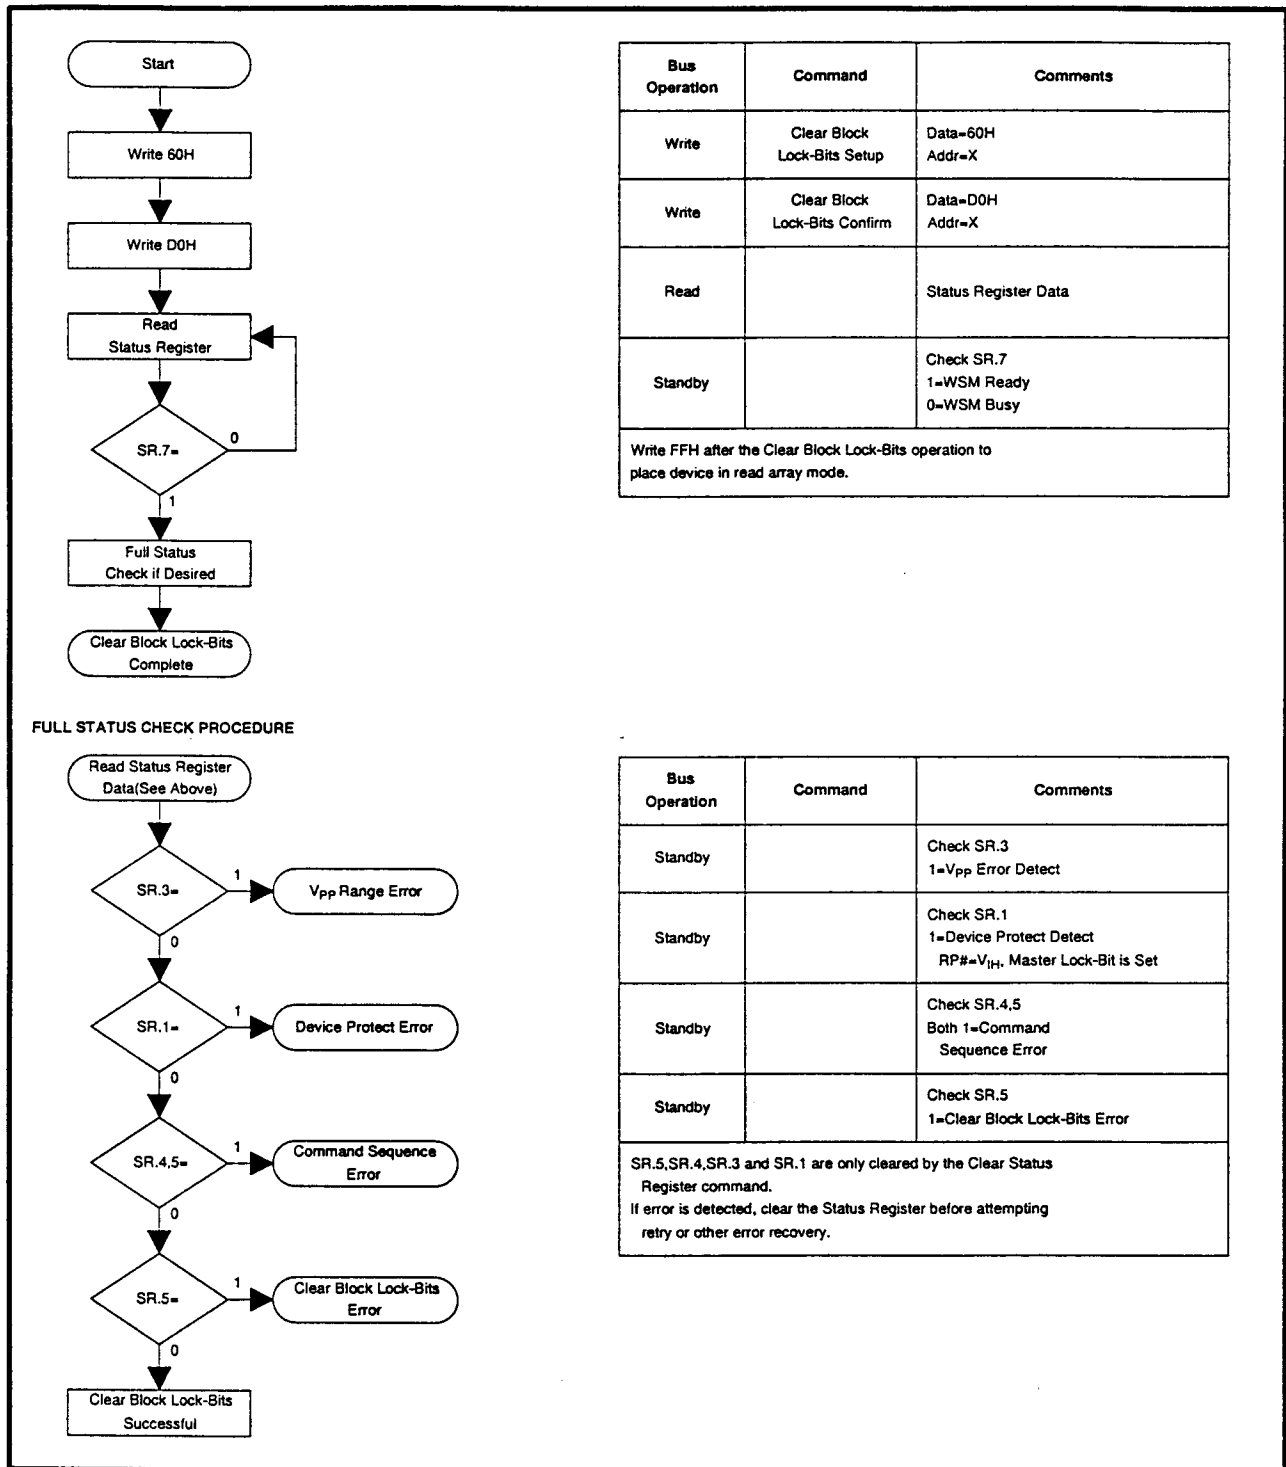 Start
Write 60H
Write D0H
Read
Status Register
SR.7=
0
1
Full Status
Check if Desired
Clear Block Lock-Bits
Complete
Bus
Operation
Command
Comments
Write
Clear Block
Lock-Bits Setup
Data=60H
Addr=X
Write
Clear Block
Lock-Bits Confirm
Data=D0H
Addr=X
Read
Status Register Data
Standby
Check SR.7
1=WSM Ready
0=WSM Busy
Write FFH after the Clear Block Lock-Bits operation to
place device in read array mode.
FULL STATUS CHECK PROCEDURE
Read Status Register
Data(See Above)
SR.3=
1
VPP Range Error
0
SR.1=
1
Device Protect Error
0
SR.4,5=
1
Command Sequence
Error
0
SR.5=
1
Clear Block Lock-Bits
Error
0
Clear Block Lock-Bits
Successful
Bus
Operation
Command
Comments
Standby
Check SR.3
1=VPP Error Detect
Standby
Check SR.1
1=Device Protect Detect
RP#=VIH, Master Lock-Bit is Set
Standby
Check SR.4,5
Both 1=Command
Sequence Error
Standby
Check SR.5
1=Clear Block Lock-Bits Error
SR.5,SR.4,SR.3 and SR.1 are only cleared by the Clear Status
Register command.
If error is detected, clear the Status Register before attempting
retry or other error recovery.